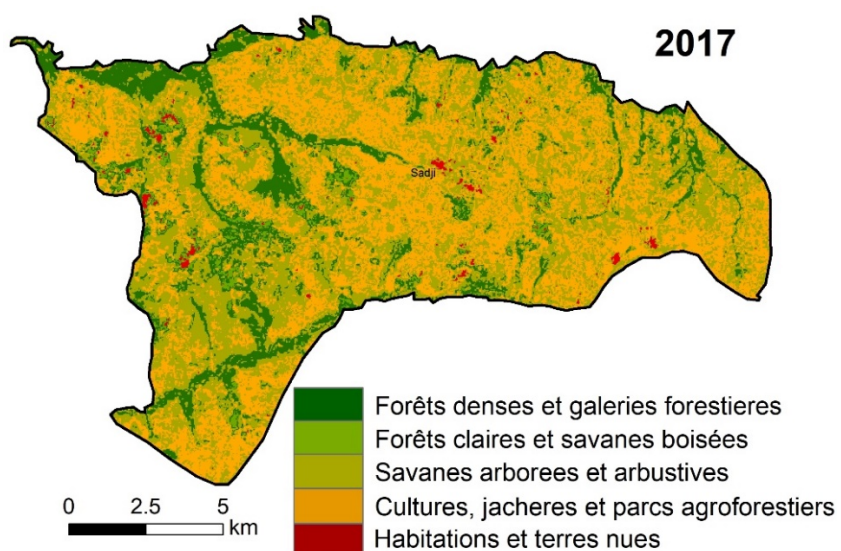 2017
Sadji
Forêts denses et galeries forestieres
Forêts claires et savanes boisées
Savanes arborees et arbustives
Cultures, jacheres et parcs agroforestiers
Habitations et terres nues
0 2.5 5
km